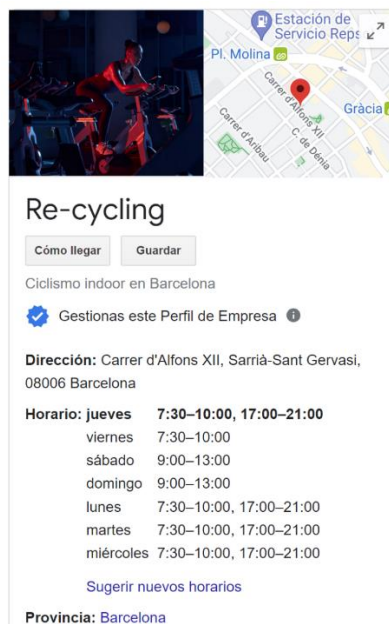 Estación de
Servicio Reps
Pl. Molina
Carrer d'Alfons XII
Gràcia
Carrer d'Aribau
C. de Dénia
Re-cycling
Cómo llegar Guardar
Ciclismo indoor en Barcelona
Gestionas este Perfil de Empresa
Dirección: Carrer d'Alfons XII, Sarrià-Sant Gervasi,
08006 Barcelona
Horario: jueves 7:30–10:00, 17:00–21:00
viernes 7:30–10:00
sábado 9:00–13:00
domingo 9:00–13:00
lunes 7:30–10:00, 17:00–21:00
martes 7:30–10:00, 17:00–21:00
miércoles 7:30–10:00, 17:00–21:00
Sugerir nuevos horarios
Provincia: Barcelona